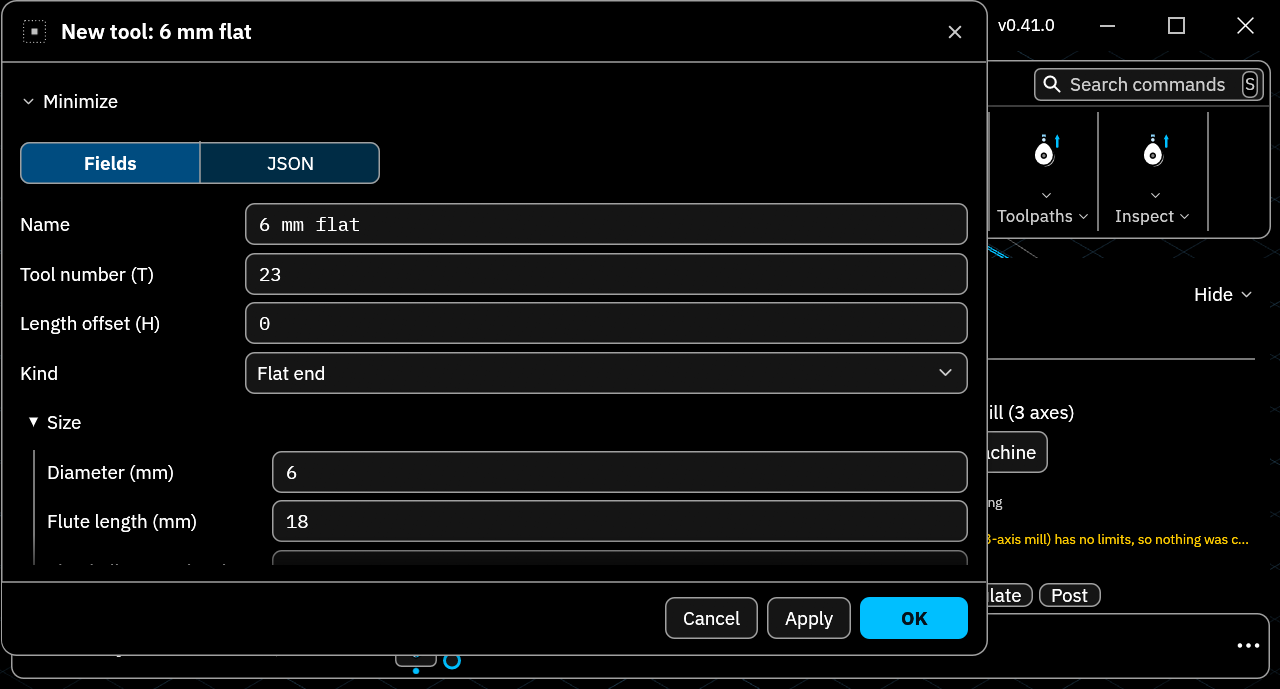 New tool: 6 mm flat
v0.41.0
Search commands S
Minimize
Fields JSON
Name 6 mm flat
Tool number (T) 23
Length offset (H) 0
Kind Flat end
Size
Diameter (mm) 6
Flute length (mm) 18
Cancel Apply OK
Toolpaths
Inspect
Hide
ill (3 axes)
achine
ng
3-axis mill) has no limits, so nothing was c...
late
Post